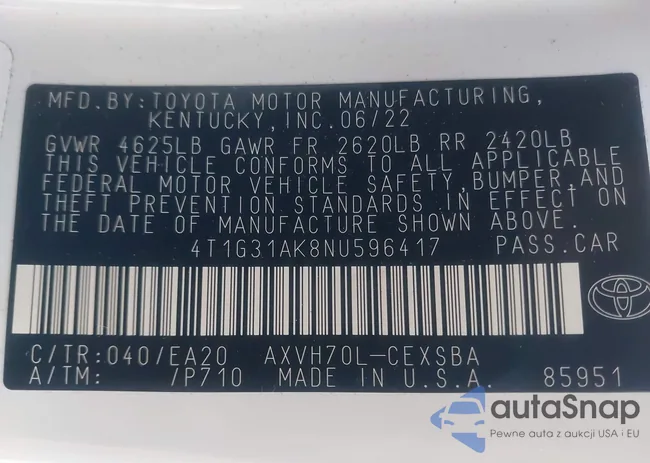 MFD.BY:TOYOTA MOTOR MANUFACTURING,
KENTUCKY,INC.06/22
GVWR 4625LB GAWR FR 2620LB RR 2420LB
THIS VEHICLE CONFORMS TO ALL APPLICABLE
FEDERAL MOTOR VEHICLE SAFETY,BUMPER,AND
THEFT PREVENTION STANDARDS IN EFFECT ON
THE DATE OF MANUFACTURE SHOWN ABOVE.
4T1G31AK8NU596417 PASS.CAR
C/TR:040/EA20 AXVH70L-CEXSBA
A/TM: /P710 MADE IN U.S.A. 85951
autaSnap
Pewne auta z aukcji USA i EU